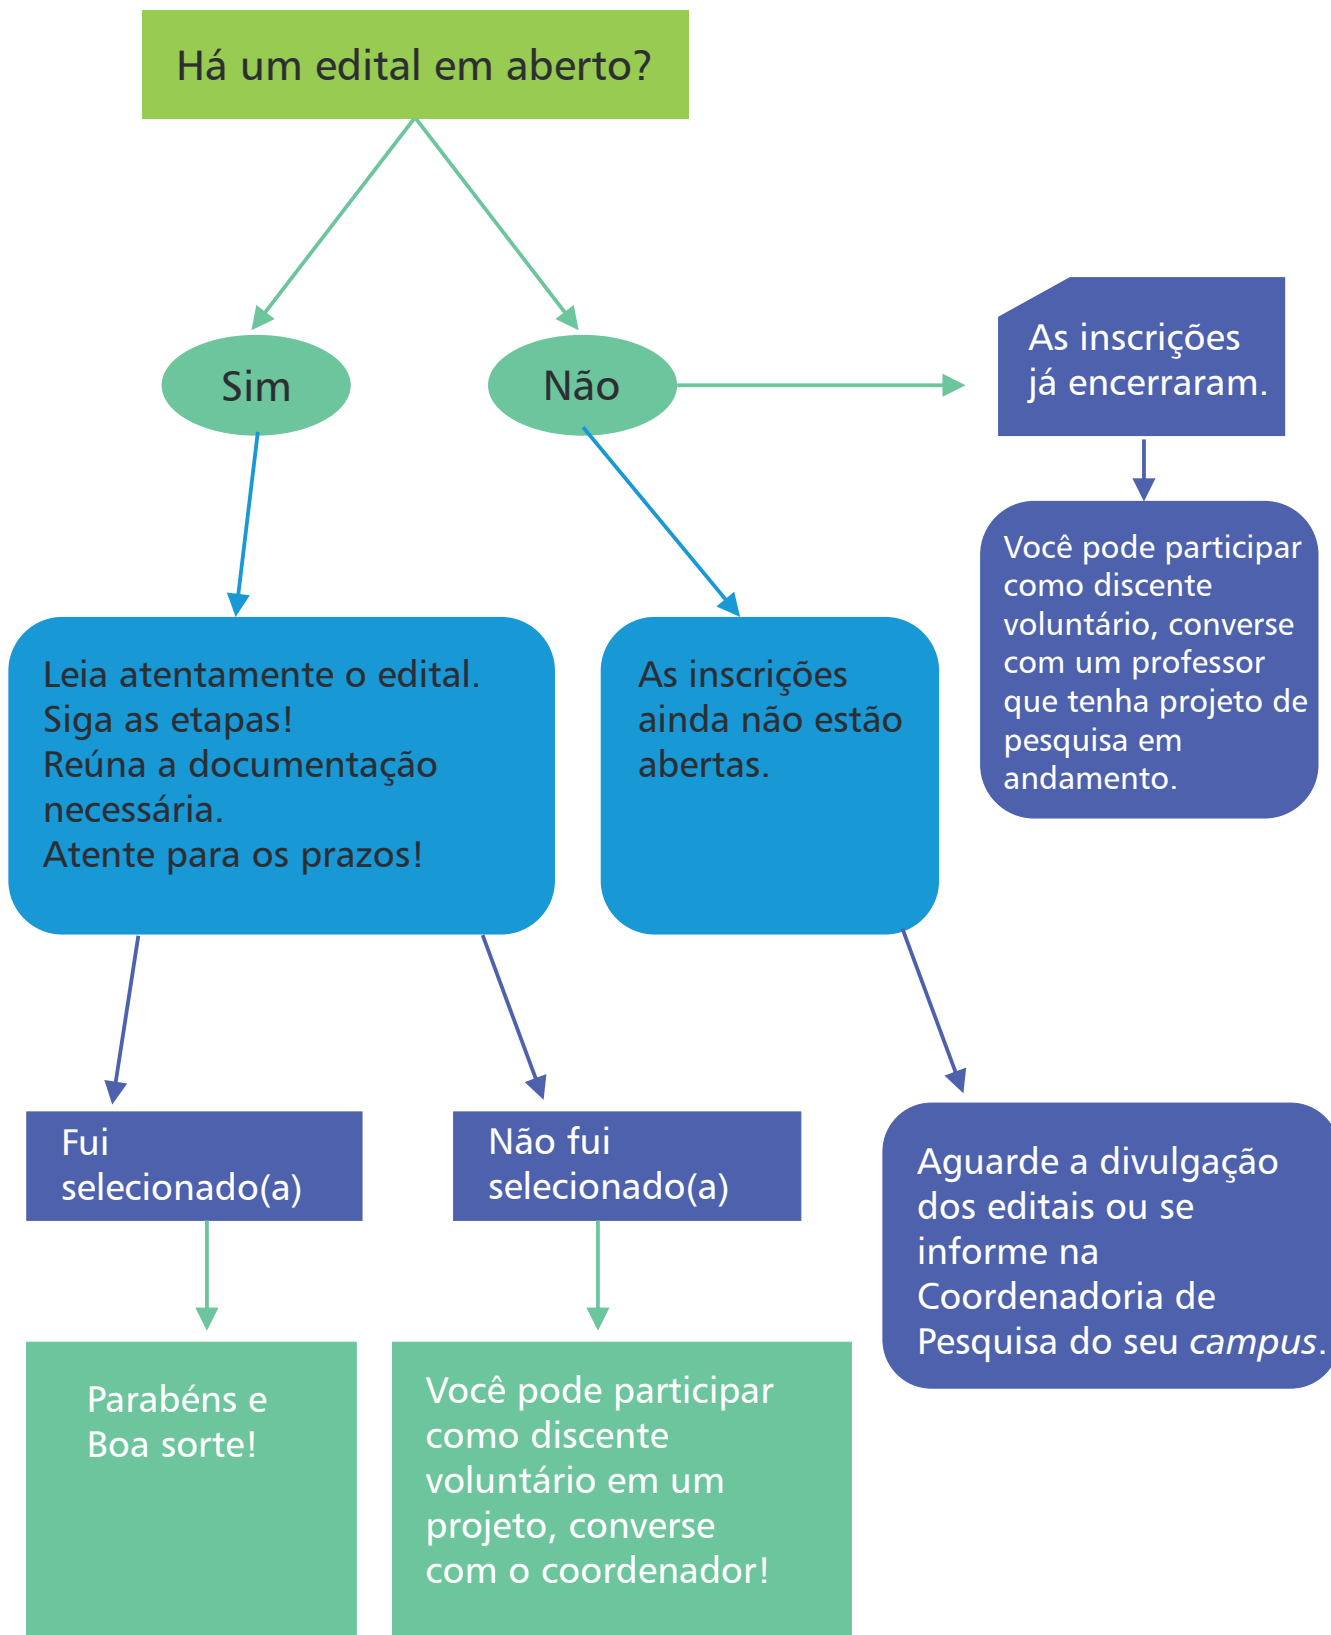 Há um edital em aberto?
Sim
Não
As inscrições
já encerraram.
Você pode participar
como discente
voluntário, converse
com um professor
que tenha projeto de
pesquisa em
andamento.
Leia atentamente o edital.
Siga as etapas!
Reúna a documentação
necessária.
Atente para os prazos!
As inscrições
ainda não estão
abertas.
Fui
selecionado(a)
Não fui
selecionado(a)
Aguarde a divulgação
dos editais ou se
informe na
Coordenadoria de
Pesquisa do seu campus.
Parabéns e
Boa sorte!
Você pode participar
como discente
voluntário em um
projeto, converse
com o coordenador!